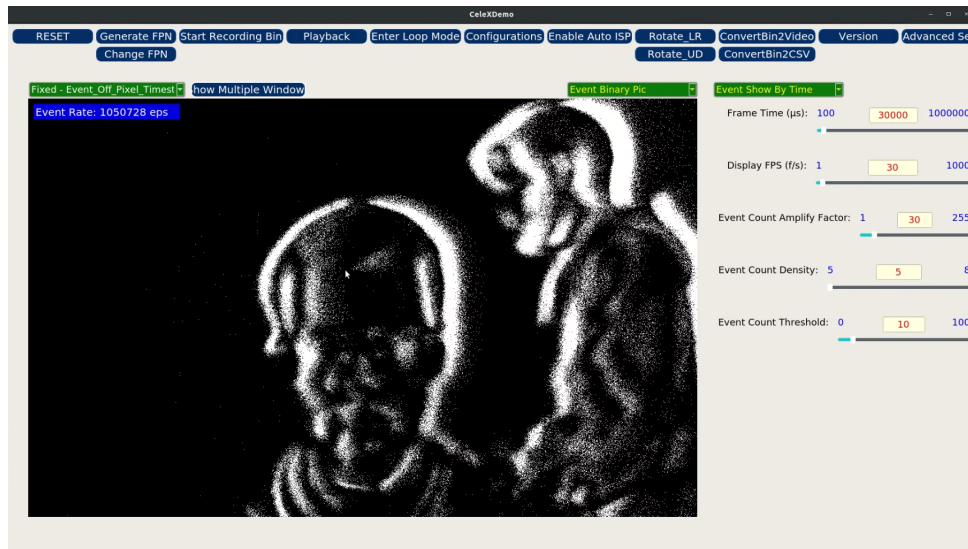 CeleXDemo
RESET Generate FPN Start Recording Bin Playback Enter Loop Mode Configurations Enable Auto ISP Rotate_LR ConvertBin2Video Version Advanced Se
Change FPN Rotate_UD ConvertBin2CSV
Fixed - Event_Off_Pixel_Timest how Multiple Window Event Binary Pic Event Show By Time
Event Rate: 1050728 eps
Frame Time (µs): 100 30000 1000000
Display FPS (f/s): 1 30 1000
Event Count Amplify Factor: 1 30 255
Event Count Density: 5 5 8
Event Count Threshold: 0 10 100